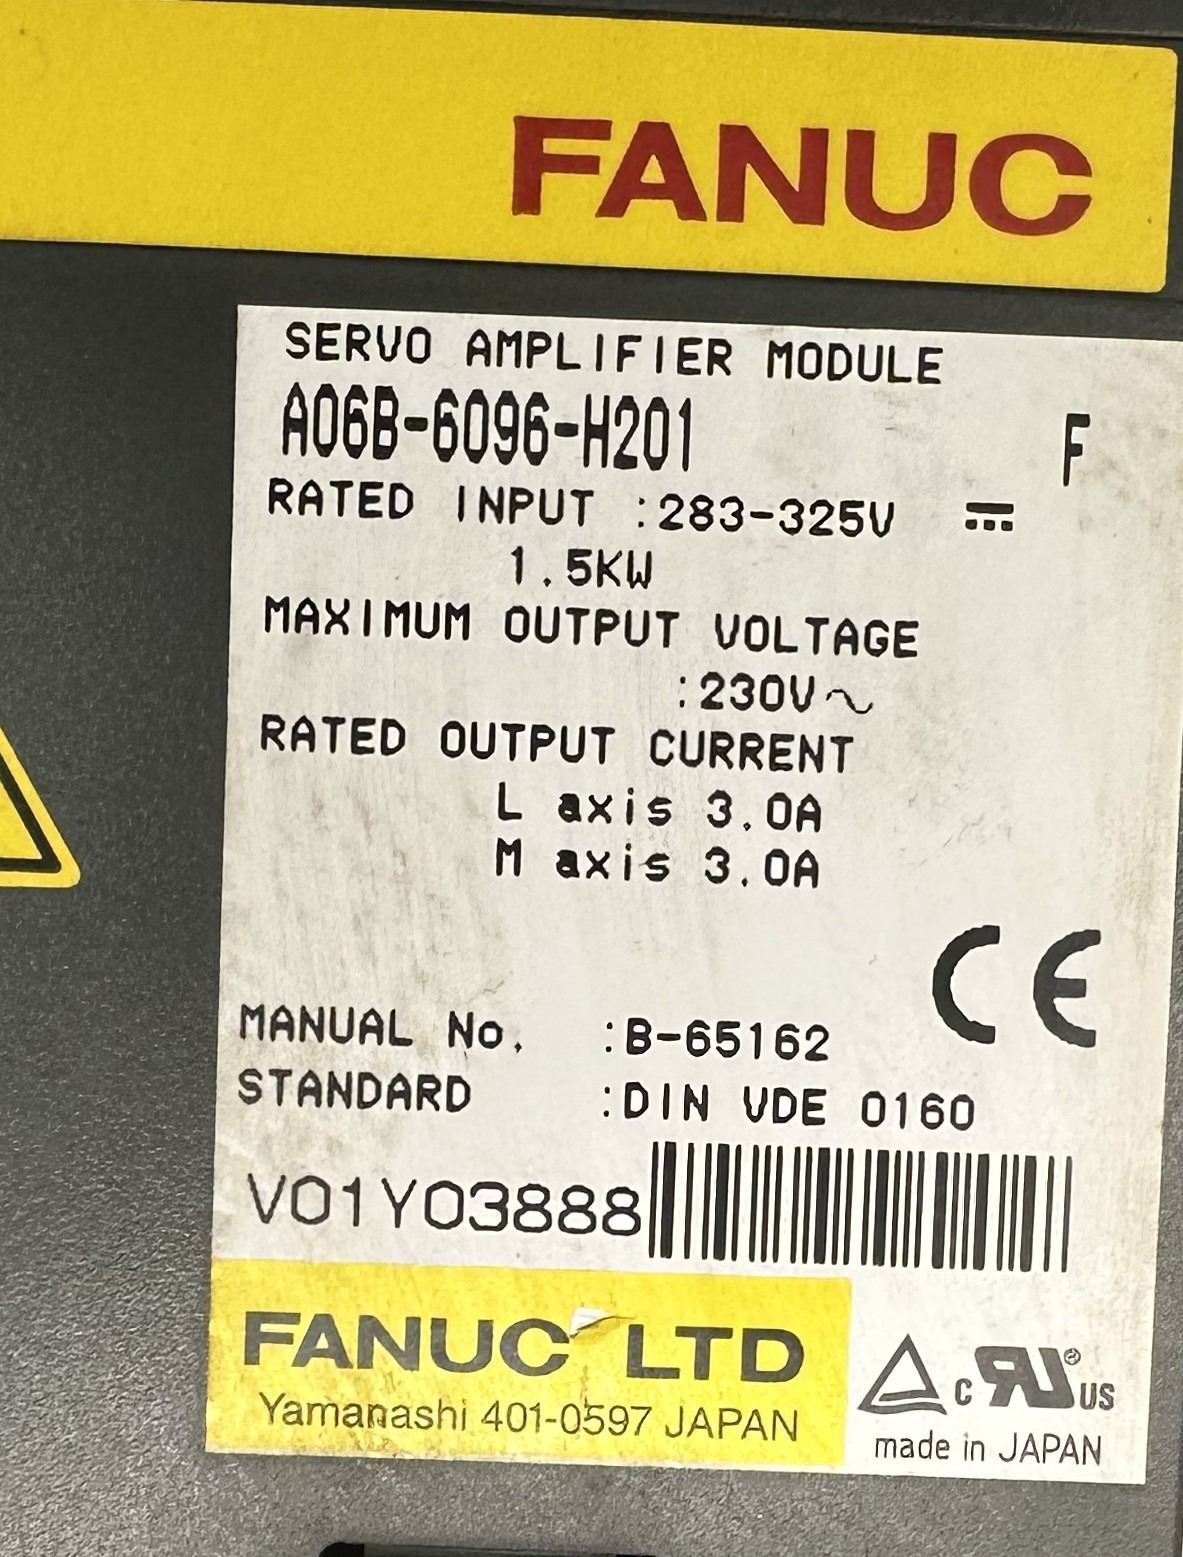 FANUC
SERVO AMPLIFIER MODULE
A06B-6096-H201 F
RATED INPUT :283-325V ⎓
1.5KW
MAXIMUM OUTPUT VOLTAGE
:230V～
RATED OUTPUT CURRENT
L axis 3.0A
M axis 3.0A
CE
MANUAL No. :B-65162
STANDARD :DIN VDE 0160
V01Y03888
FANUC LTD
Yamanashi 401-0597 JAPAN
c RU® US
made in JAPAN